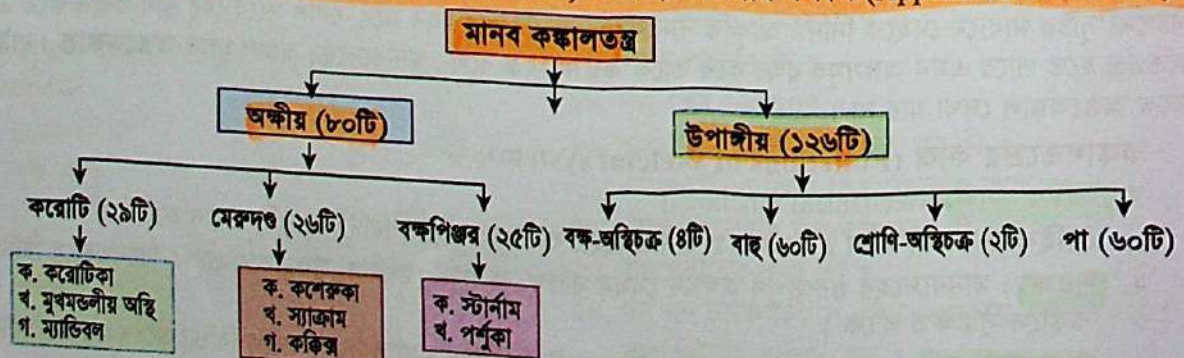 মানব কঙ্কালতন্ত্র
অক্ষীয় (৮০টি)
উপাঙ্গীয় (১২৬টি)
করোটি (২৯টি)
মেরুদণ্ড (২৬টি)
বক্ষপিঞ্জর (২৫টি)
বক্ষ-অস্থিচক্র (৪টি)
বাহু (৬০টি)
শ্রোণি-অস্থিচক্র (২টি)
পা (৬০টি)
ক. করোটিকা
খ. মুখমন্ডলীয় অস্থি
গ. ম্যান্ডিবল
ক. কশেরুকা
খ. স্যাক্রাম
গ. কক্কিক্স
ক. স্টার্নাম
খ. পর্শুকা